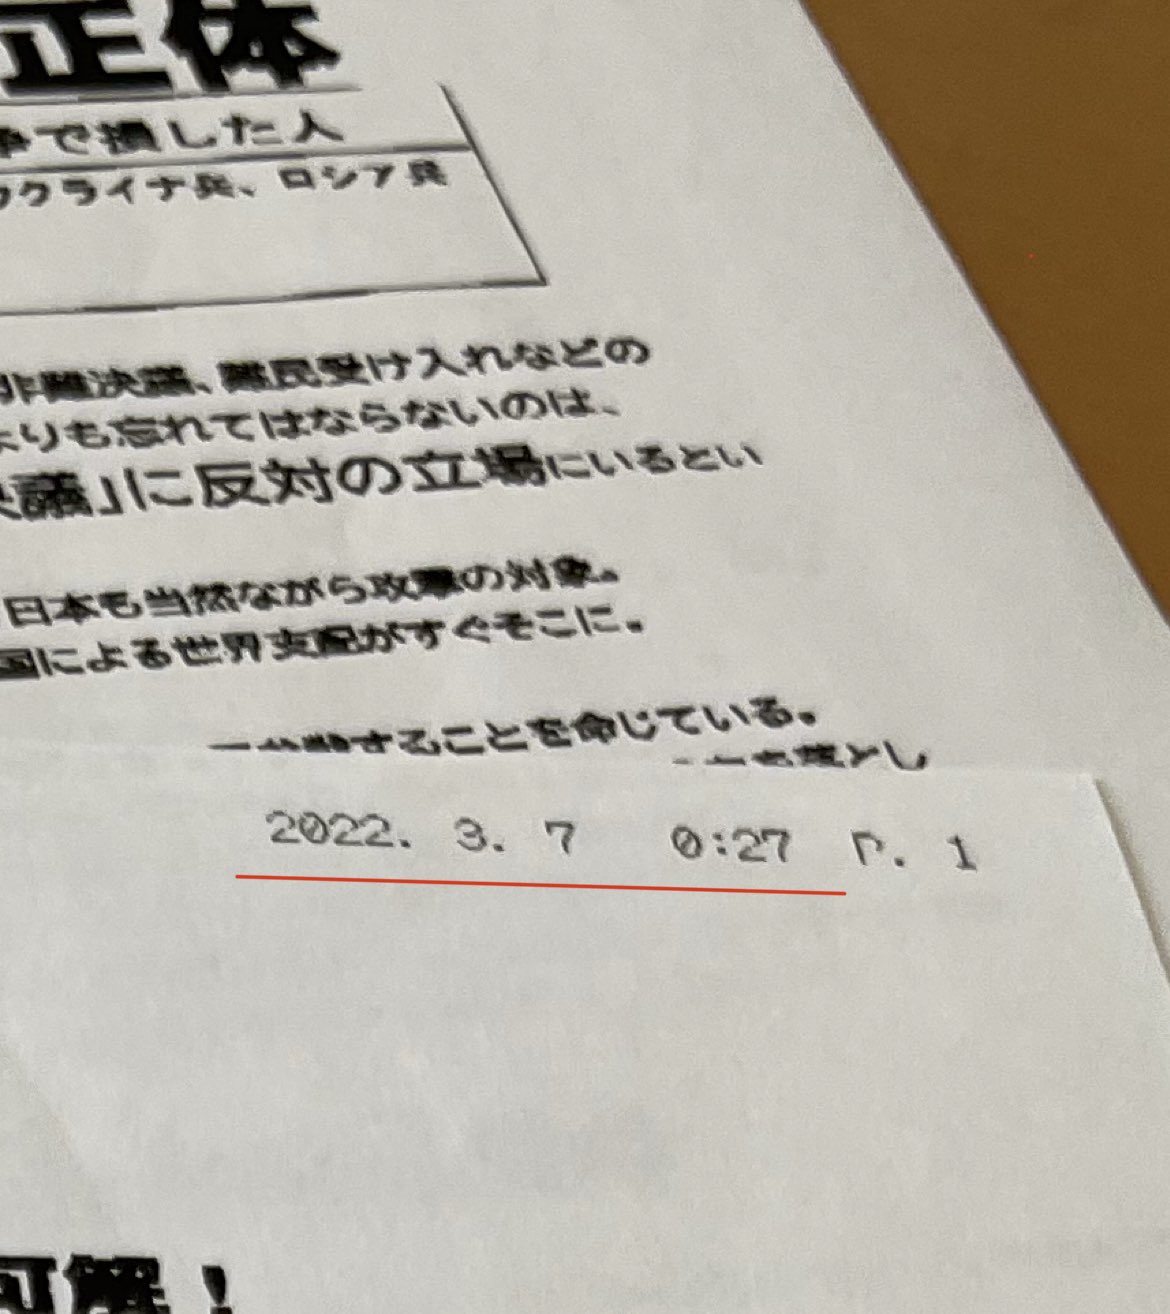 正体
で損した人
クライナ兵、ロシア兵
非難決議、難民受け入れなどの
よりも忘れてはならないのは、
決議」に反対の立場にいるとい
日本も当然ながら攻撃の対象。
国による世界支配がすぐそこに。
することを命じている。
落とし
2022. 3. 7 0:27 P. 1
解!